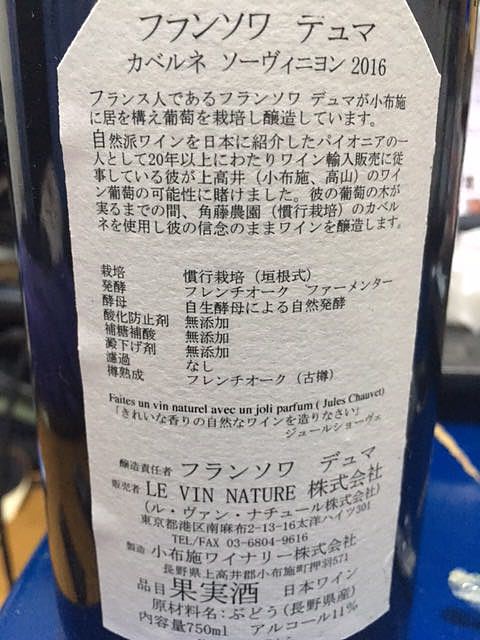 フランソワ デュマ
カベルネ ソーヴィニヨン 2016
フランス人であるフランソワ デュマが小布施
に居を構え葡萄を栽培し醸造しています。
自然派ワインを日本に紹介したパイオニアの一
人として20年以上にわたりワイン輸入販売に従
事している彼が上高井（小布施、高山）のワイ
ン葡萄の可能性に賭けました。彼の葡萄の木が
実るまでの間、角藤農園（慣行栽培）のカベル
ネを使用し彼の信念のままワインを醸造します。
栽培 慣行栽培（垣根式）
発酵 フレンチオーク ファーメンター
酵母 自生酵母による自然発酵
酸化防止剤 無添加
補糖補酸 無添加
澱下げ剤 無添加
濾過 なし
樽熟成 フレンチオーク（古樽）
Faites un vin naturel avec un joli parfum ( Jules Chauvet)
「きれいな香りの自然なワインを造りなさい」
ジュールショーヴェ
醸造責任者 フランソワ デュマ
販売者 LE VIN NATURE 株式会社
（ル・ヴァン・ナチュール株式会社）
東京都港区南麻布2-13-16太洋ハイツ301
TEL/FAX 03-6804-9616
製造 小布施ワイナリー株式会社
長野県上高井郡小布施町押羽571
品目 果実酒 日本ワイン
原材料名：ぶどう（長野県産）
内容量750ml アルコール11%